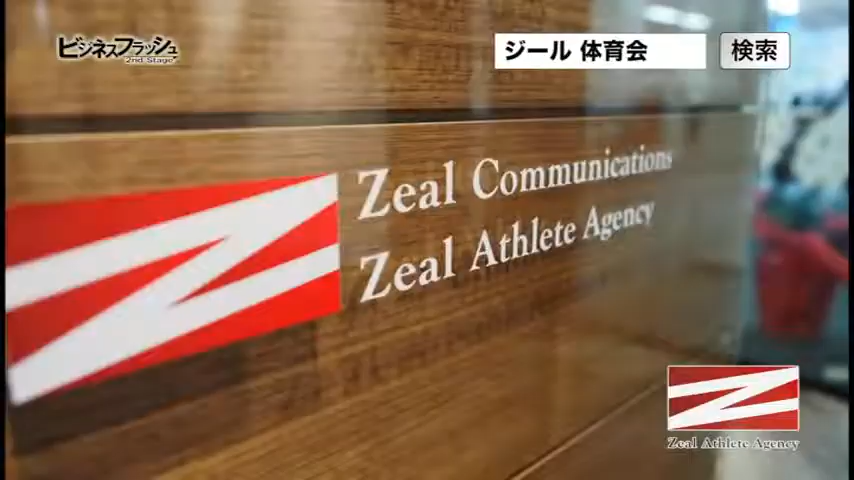 ビジネスフラッシュ
2nd Stage
ジール 体育会
検索
Zeal Communications
Zeal Athlete Agency
Zeal Athlete Agency